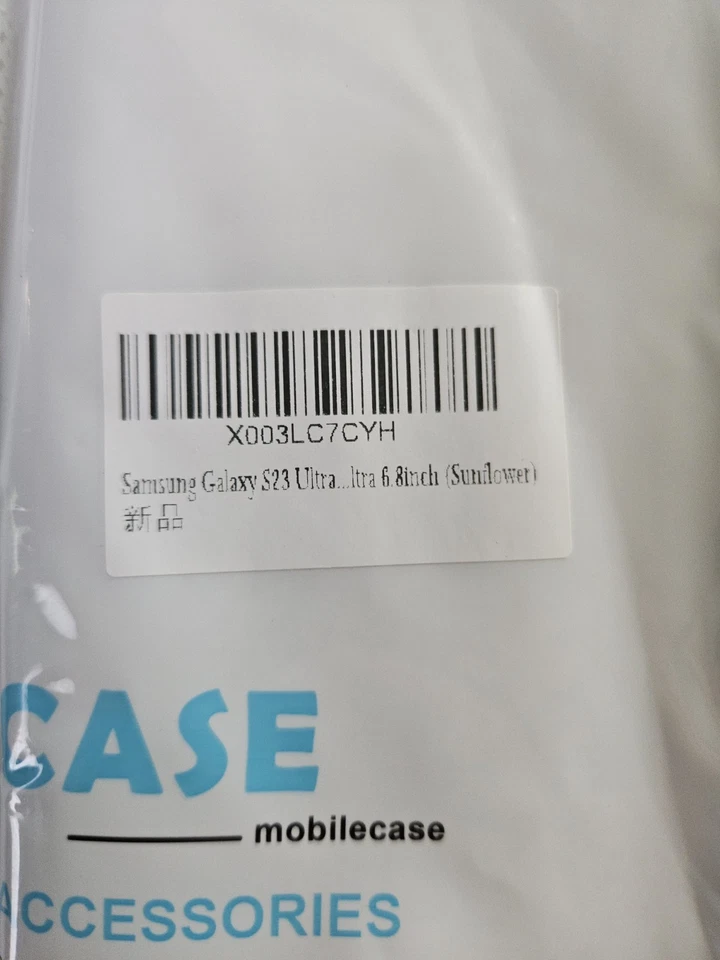 X003LC7CYH
Samsung Galaxy S23 Ultra...ltra 6.8inch (Sunflower)
新品
CASE
mobilecase
ACCESSORIES